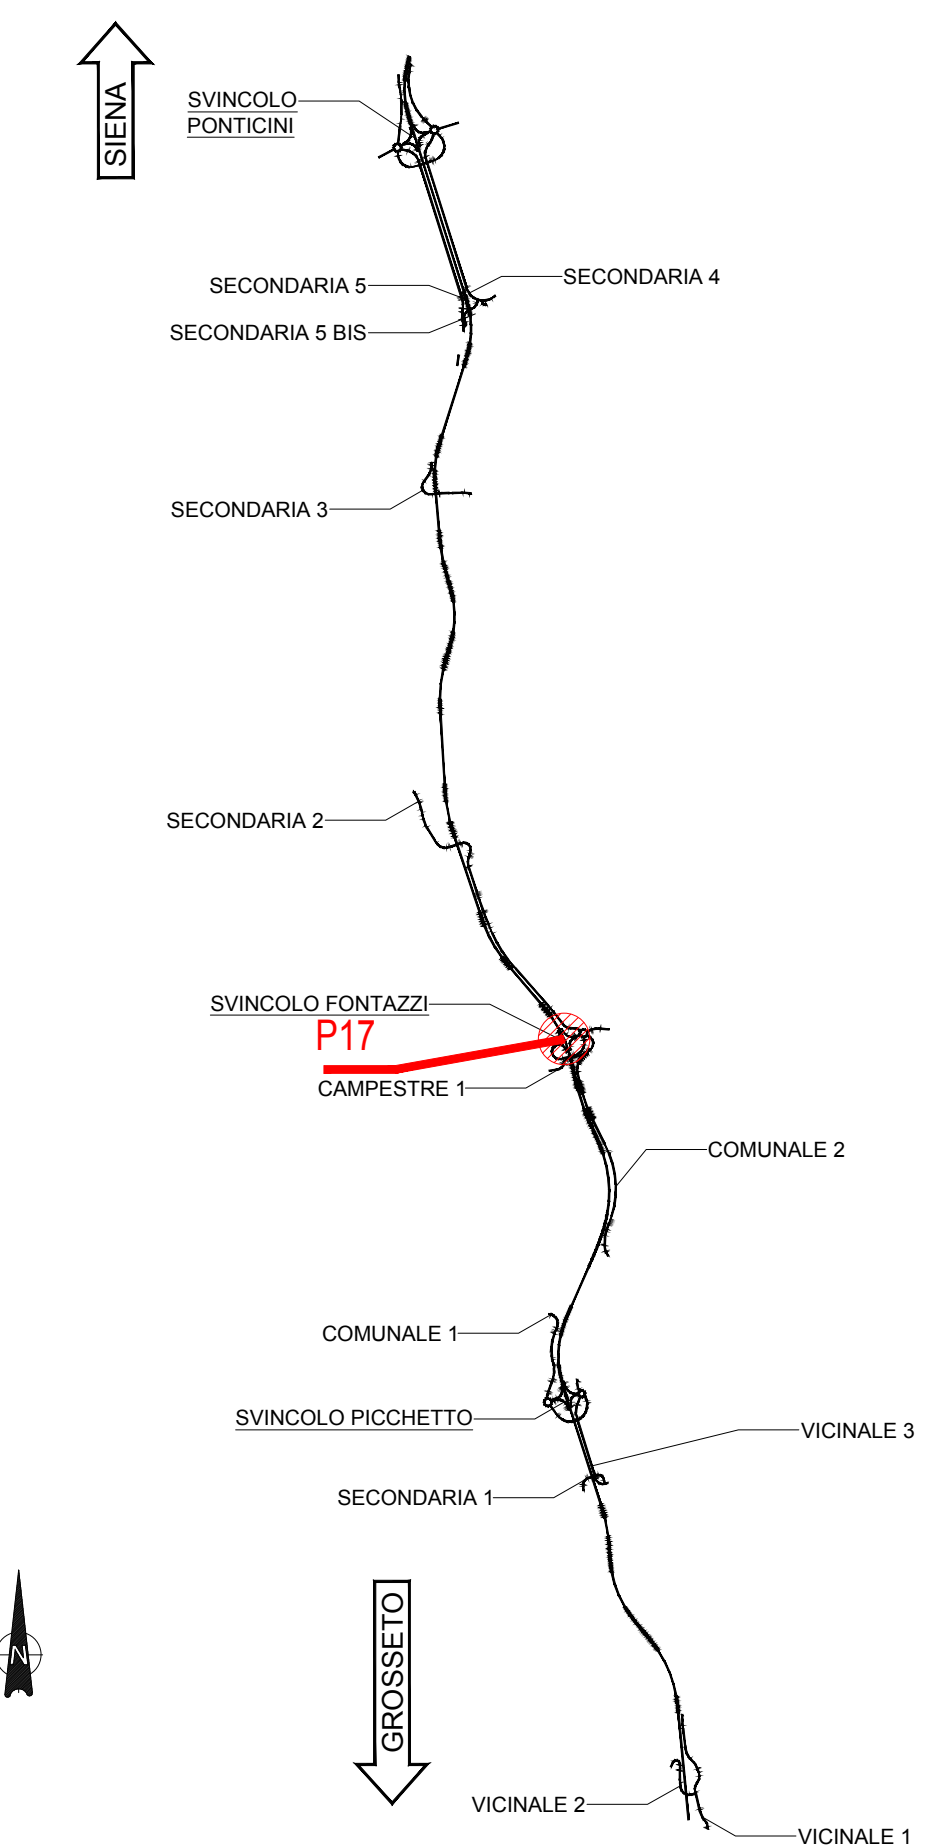 SIENA
SVINCOLO
PONTICINI
SECONDARIA 4
SECONDARIA 5
SECONDARIA 5 BIS
SECONDARIA 3
SECONDARIA 2
SVINCOLO FONTAZZI
P17
CAMPESTRE 1
COMUNALE 2
COMUNALE 1
SVINCOLO PICCHETTO
VICINALE 3
SECONDARIA 1
N
GROSSETO
VICINALE 2
VICINALE 1